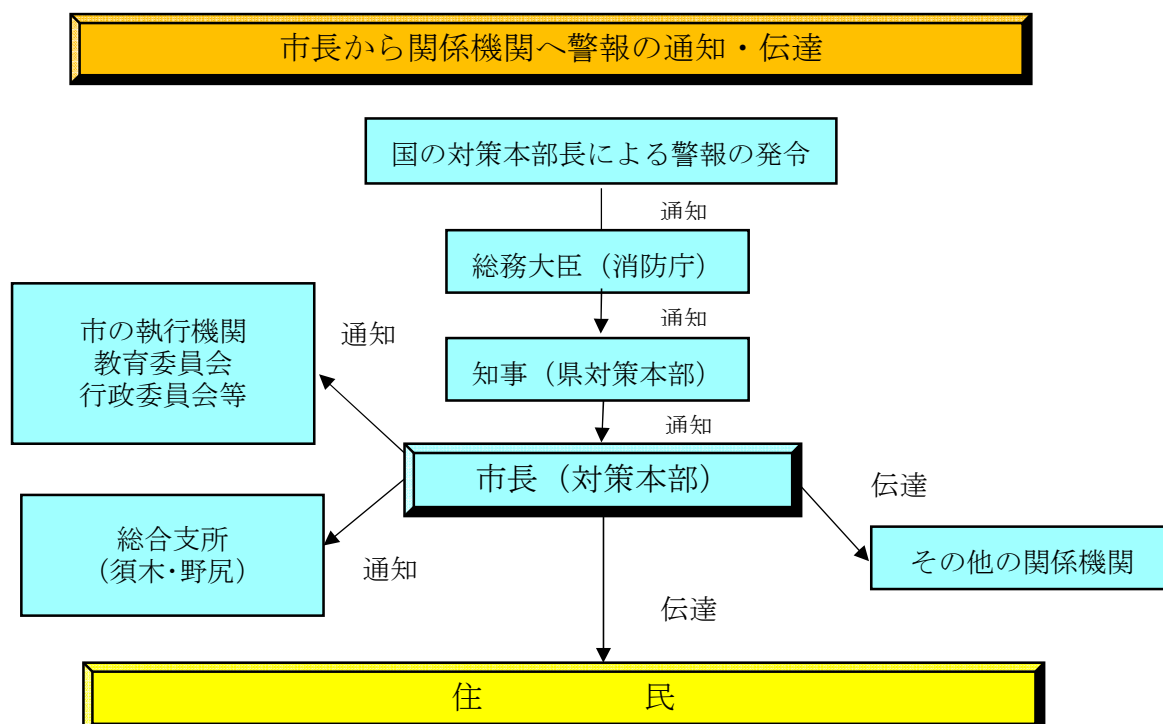 市長から関係機関へ警報の通知・伝達
国の対策本部長による警報の発令
通知
総務大臣（消防庁）
通知
知事（県対策本部）
通知
市長（対策本部）
市の執行機関
教育委員会
行政委員会等
通知
総合支所
（須木・野尻）
通知
伝達
その他の関係機関
伝達
住　　　　　民